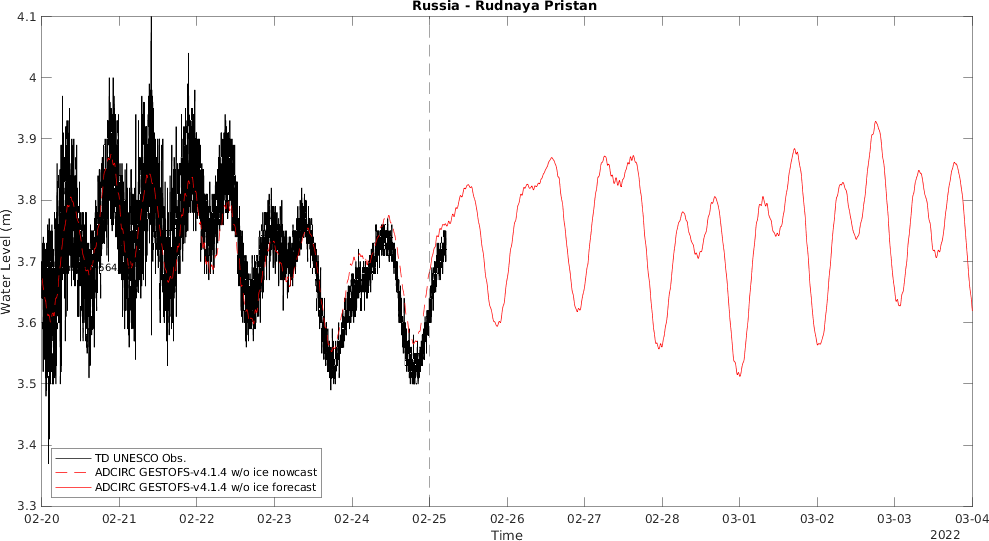 Russia - Rudnaya Pristan
4.1
4
3.9
3.8
3.7
3.6
3.5
3.4
3.3
Water Level (m)
564
TD UNESCO Obs.
ADCIRC GESTOFS-v4.1.4 w/o ice nowcast
ADCIRC GESTOFS-v4.1.4 w/o ice forecast
02-20 02-21 02-22 02-23 02-24 02-25 02-26 02-27 02-28 03-01 03-02 03-03 03-04
Time
2022